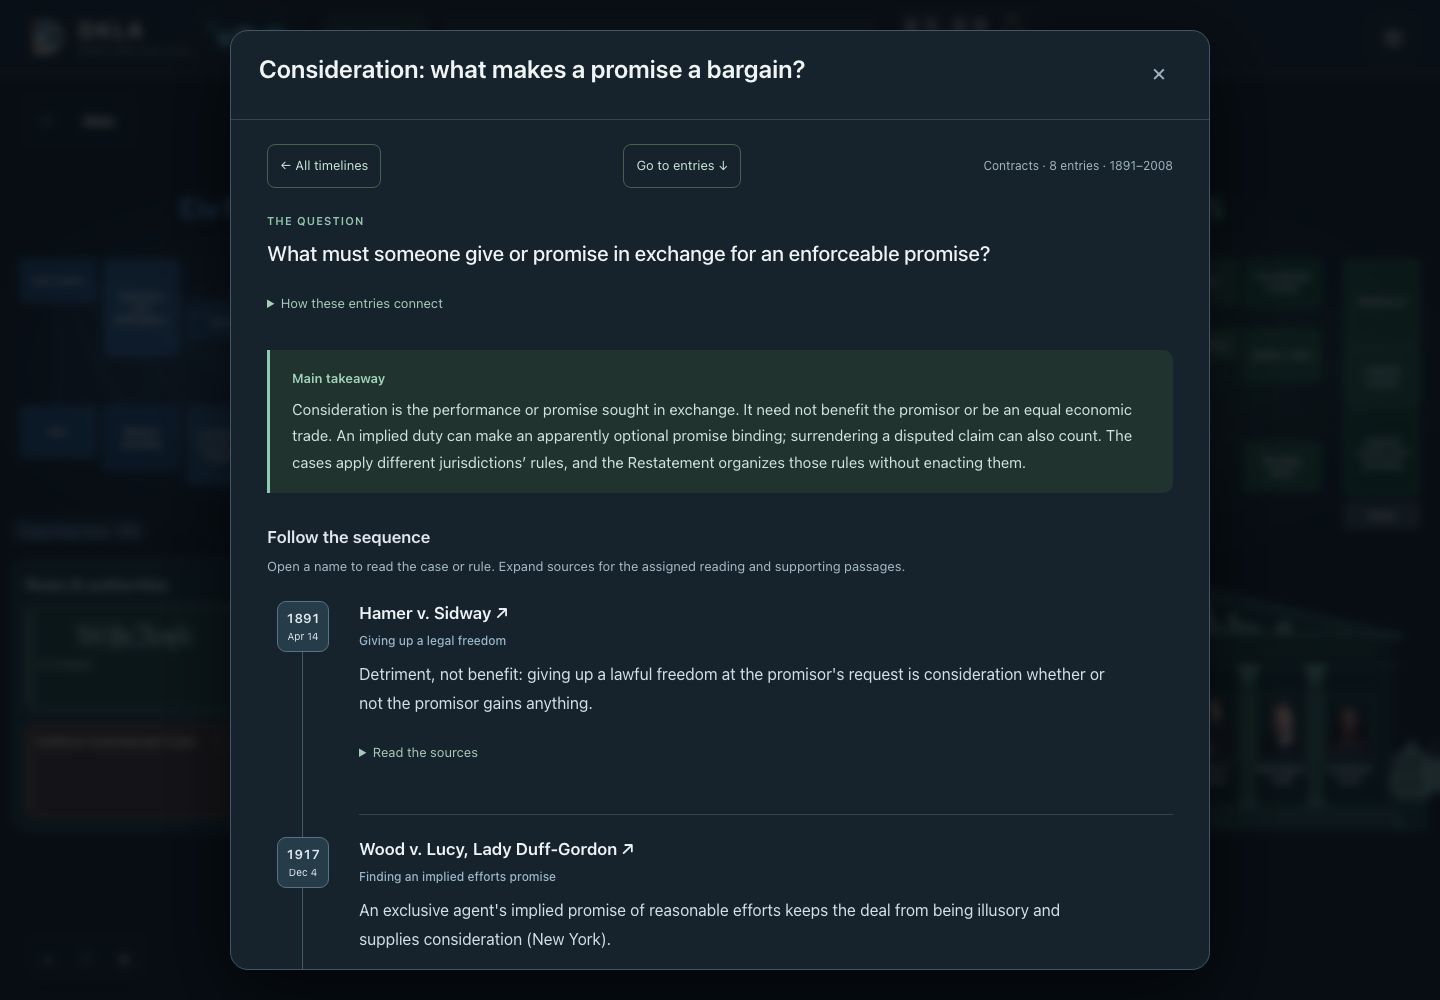 Consideration: what makes a promise a bargain?
×
← All timelines
Go to entries ↓
Contracts · 8 entries · 1891–2008
THE QUESTION
What must someone give or promise in exchange for an enforceable promise?
▶ How these entries connect
Main takeaway
Consideration is the performance or promise sought in exchange. It need not benefit the promisor or be an equal economic
trade. An implied duty can make an apparently optional promise binding; surrendering a disputed claim can also count. The
cases apply different jurisdictions’ rules, and the Restatement organizes those rules without enacting them.
Follow the sequence
Open a name to read the case or rule. Expand sources for the assigned reading and supporting passages.
1891
Apr 14
Hamer v. Sidway ↗
Giving up a legal freedom
Detriment, not benefit: giving up a lawful freedom at the promisor's request is consideration whether or
not the promisor gains anything.
▶ Read the sources
1917
Dec 4
Wood v. Lucy, Lady Duff-Gordon ↗
Finding an implied efforts promise
An exclusive agent's implied promise of reasonable efforts keeps the deal from being illusory and
supplies consideration (New York).